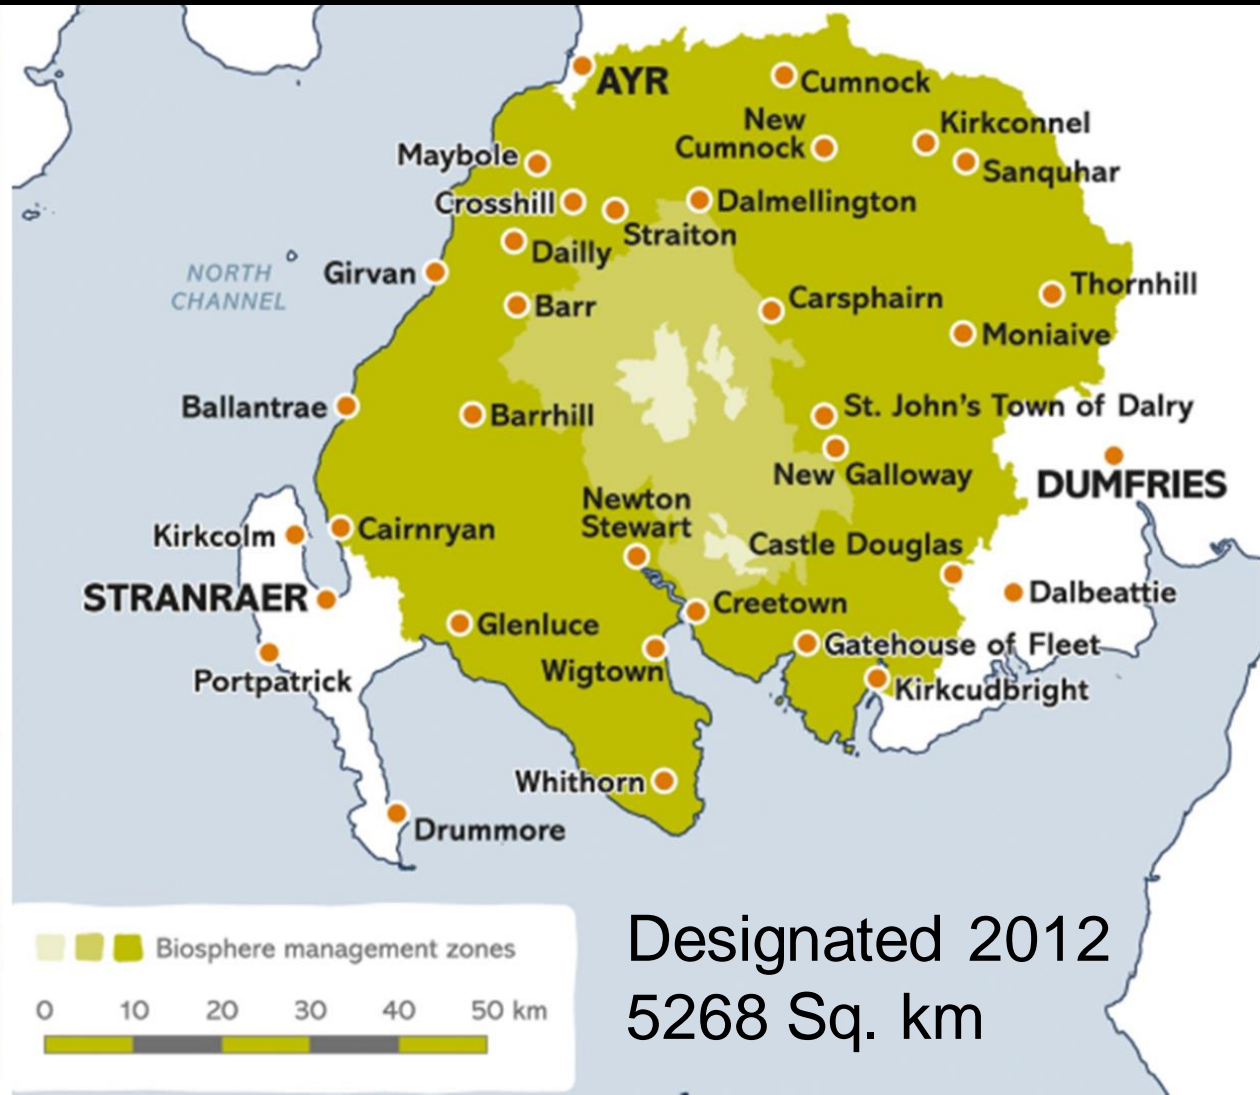 AYR
Cumnock
New
Cumnock
Kirkconnel
Sanquhar
Maybole
Crosshill
Dalmellington
Straiton
Dailly
NORTH
CHANNEL
Girvan
Thornhill
Carsphairn
Barr
Moniaive
Ballantrae
Barrhill
St. John's Town of Dalry
New Galloway
DUMFRIES
Newton
Stewart
Kirkcolm
Cairnryan
Castle Douglas
STRANRAER
Dalbeattie
Creetown
Glenluce
Gatehouse of Fleet
Wigtown
Portpatrick
Kirkcudbright
Whithorn
Drummore
Designated 2012
5268 Sq. km
Biosphere management zones
0 10 20 30 40 50 km